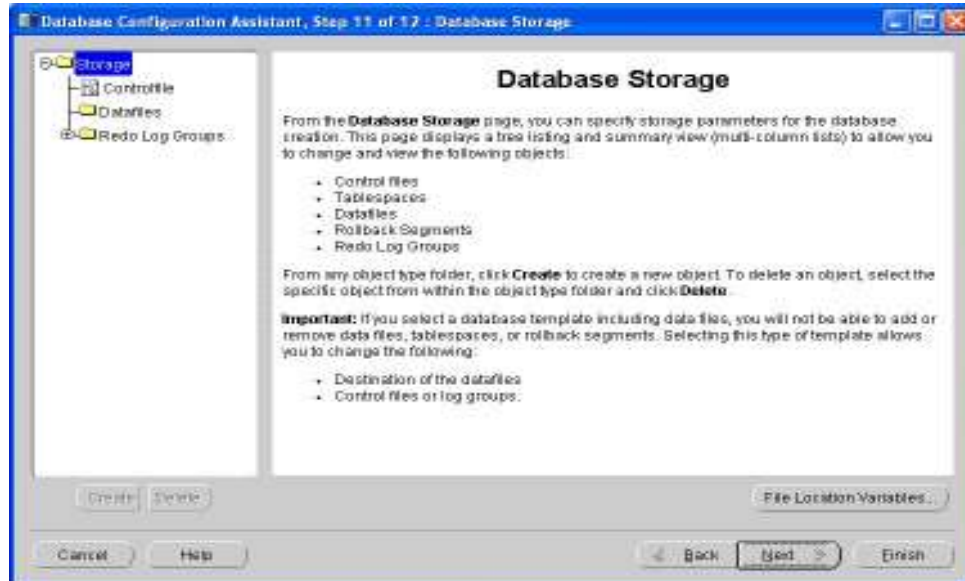 Database Configuration Assistant, Step 11 of 12 : Database Storage
Storage
Controlfile
Datafiles
Redo Log Groups
Database Storage
From the Database Storage page, you can specify storage parameters for the database
creation. This page displays a tree listing and summary view (multi-column lists) to allow you
to change and view the following objects:
Control files
Tablespaces
Datafiles
Rollback Segments
Redo Log Groups
From any object type folder, click Create to create a new object. To delete an object, select the
specific object from within the object type folder and click Delete.
Important: If you select a database template including data files, you will not be able to add or
remove data files, tablespaces, or rollback segments. Selecting this type of template allows
you to change the following:
Destination of the datafiles
Control files or log groups.
Create Delete
File Location Variables...
Cancel Help Back Next Finish